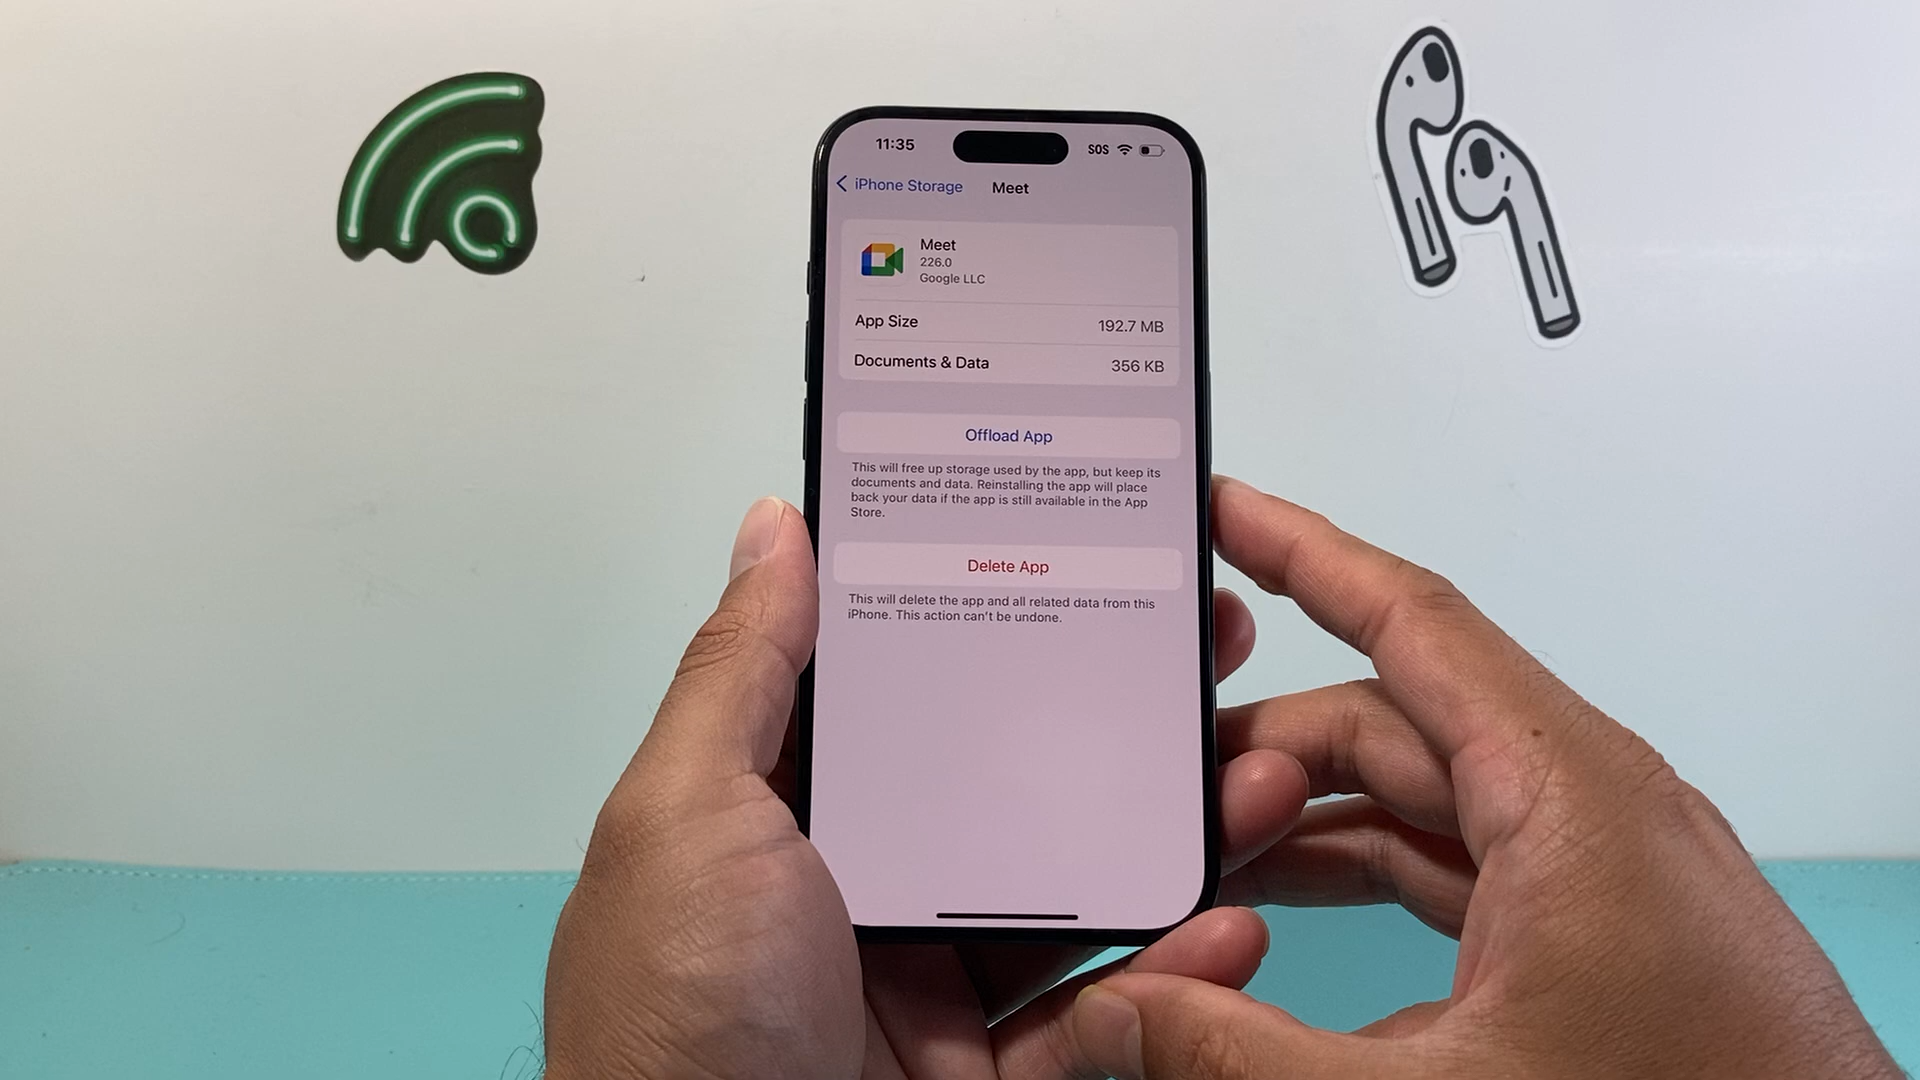 11:35
SOS
iPhone Storage
Meet
Meet
226.0
Google LLC
App Size
192.7 MB
Documents & Data
356 KB
Offload App
This will free up storage used by the app, but keep its
documents and data. Reinstalling the app will place
back your data if the app is still available in the App
Store.
Delete App
This will delete the app and all related data from this
iPhone. This action can't be undone.